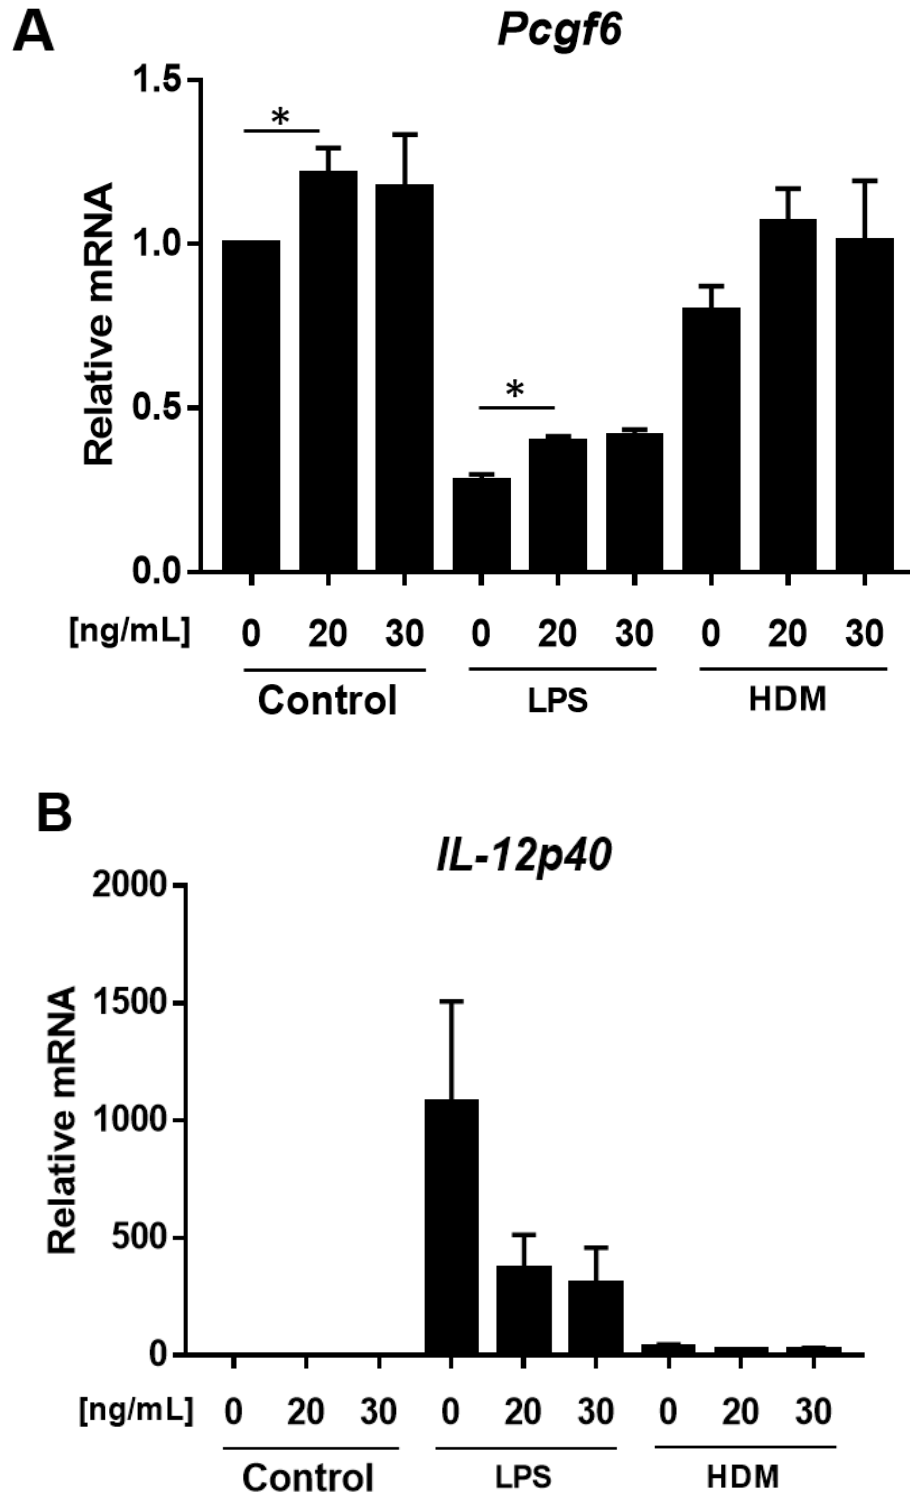 A
Pcgf6
Relative mRNA
1.5
*
1.0
0.5
*
0.0
[ng/mL] 0 20 30 0 20 30 0 20 30
Control LPS HDM
B
IL-12p40
Relative mRNA
2000
1500
1000
500
0
[ng/mL] 0 20 30 0 20 30 0 20 30
Control LPS HDM